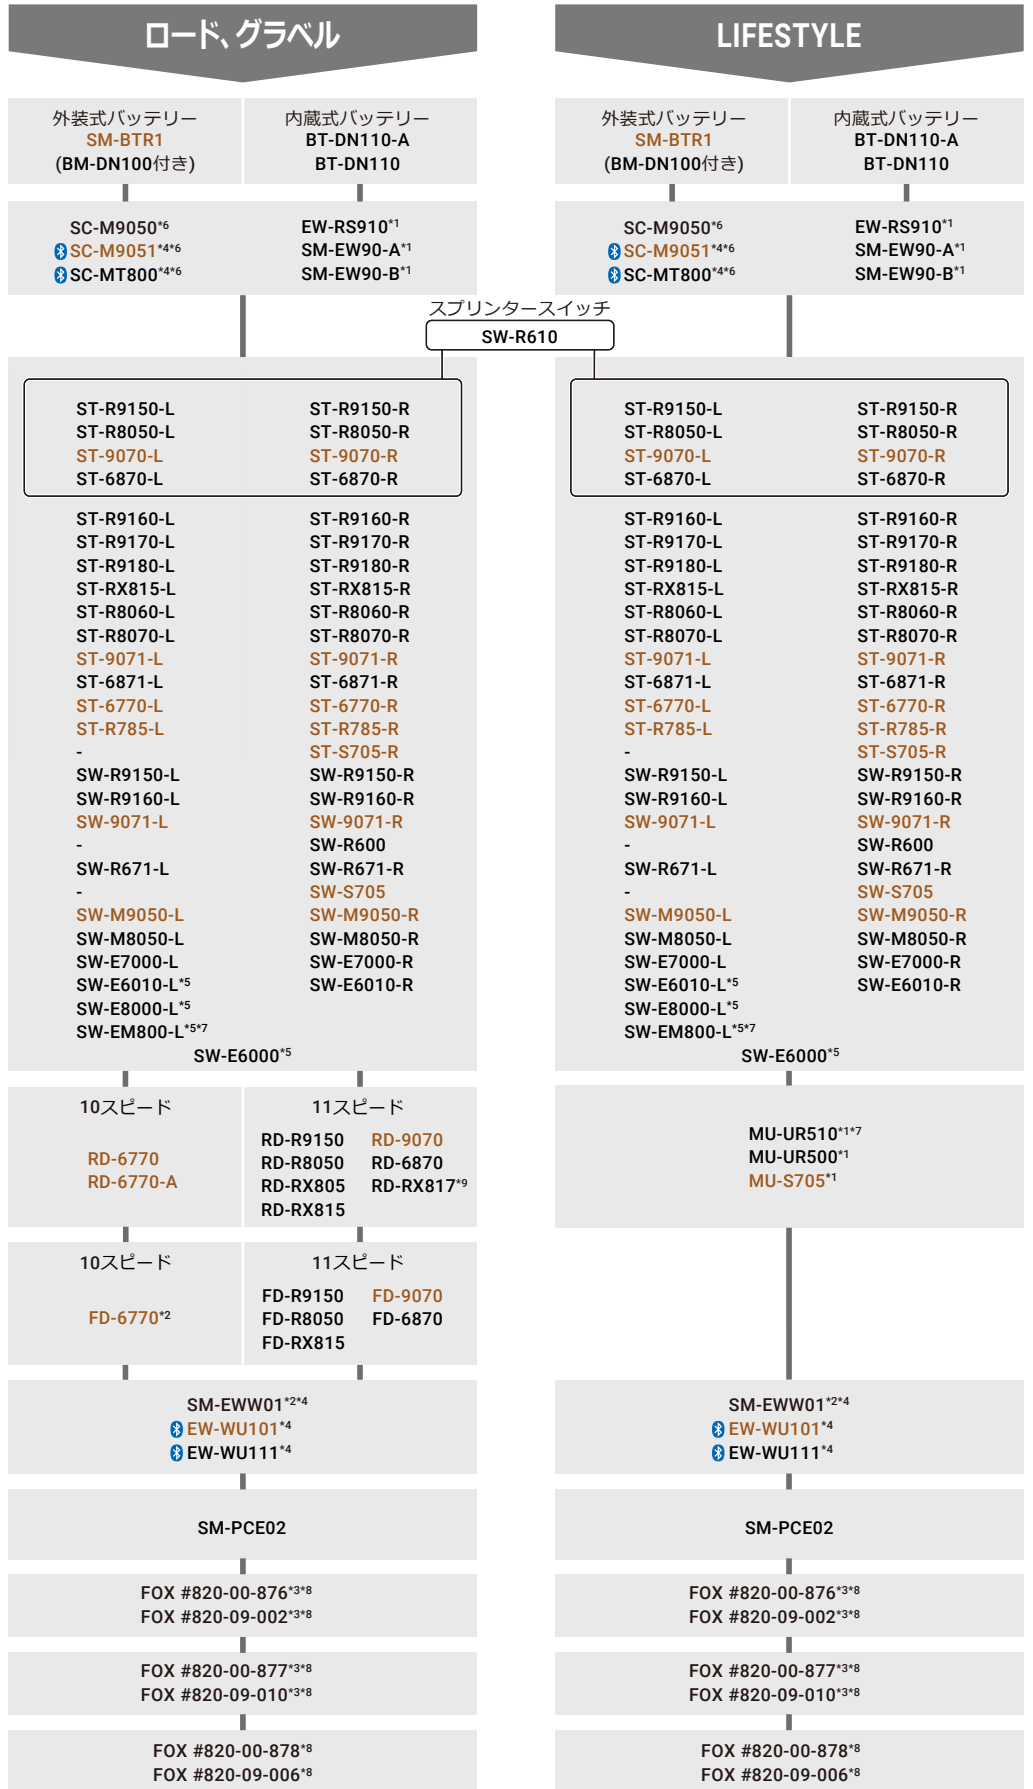 ロード、グラベル
外装式バッテリー
SM-BTR1
(BM-DN100付き)
内蔵式バッテリー
BT-DN110-A
BT-DN110
SC-M9050*6
SC-M9051*4*6
SC-MT800*4*6
EW-RS910*1
SM-EW90-A*1
SM-EW90-B*1
スプリンタースイッチ
SW-R610
ST-R9150-L ST-R9150-R
ST-R8050-L ST-R8050-R
ST-9070-L ST-9070-R
ST-6870-L ST-6870-R
ST-R9160-L ST-R9160-R
ST-R9170-L ST-R9170-R
ST-R9180-L ST-R9180-R
ST-RX815-L ST-RX815-R
ST-R8060-L ST-R8060-R
ST-R8070-L ST-R8070-R
ST-9071-L ST-9071-R
ST-6871-L ST-6871-R
ST-6770-L ST-6770-R
ST-R785-L ST-R785-R
- ST-S705-R
SW-R9150-L SW-R9150-R
SW-R9160-L SW-R9160-R
SW-9071-L SW-9071-R
- SW-R600
SW-R671-L SW-R671-R
- SW-S705
SW-M9050-L SW-M9050-R
SW-M8050-L SW-M8050-R
SW-E7000-L SW-E7000-R
SW-E6010-L*5 SW-E6010-R
SW-E8000-L*5
SW-EM800-L*5*7
SW-E6000*5
10スピード
RD-6770
RD-6770-A
11スピード
RD-R9150 RD-9070
RD-R8050 RD-6870
RD-RX805 RD-RX817*9
RD-RX815
10スピード
FD-6770*2
11スピード
FD-R9150 FD-9070
FD-R8050 FD-6870
FD-RX815
SM-EWW01*2*4
EW-WU101*4
EW-WU111*4
SM-PCE02
FOX #820-00-876*3*8
FOX #820-09-002*3*8
FOX #820-00-877*3*8
FOX #820-09-010*3*8
FOX #820-00-878*8
FOX #820-09-006*8
LIFESTYLE
外装式バッテリー
SM-BTR1
(BM-DN100付き)
内蔵式バッテリー
BT-DN110-A
BT-DN110
SC-M9050*6
SC-M9051*4*6
SC-MT800*4*6
EW-RS910*1
SM-EW90-A*1
SM-EW90-B*1
ST-R9150-L ST-R9150-R
ST-R8050-L ST-R8050-R
ST-9070-L ST-9070-R
ST-6870-L ST-6870-R
ST-R9160-L ST-R9160-R
ST-R9170-L ST-R9170-R
ST-R9180-L ST-R9180-R
ST-RX815-L ST-RX815-R
ST-R8060-L ST-R8060-R
ST-R8070-L ST-R8070-R
ST-9071-L ST-9071-R
ST-6871-L ST-6871-R
ST-6770-L ST-6770-R
ST-R785-L ST-R785-R
- ST-S705-R
SW-R9150-L SW-R9150-R
SW-R9160-L SW-R9160-R
SW-9071-L SW-9071-R
- SW-R600
SW-R671-L SW-R671-R
- SW-S705
SW-M9050-L SW-M9050-R
SW-M8050-L SW-M8050-R
SW-E7000-L SW-E7000-R
SW-E6010-L*5 SW-E6010-R
SW-E8000-L*5
SW-EM800-L*5*7
SW-E6000*5
MU-UR510*1*7
MU-UR500*1
MU-S705*1
SM-EWW01*2*4
EW-WU101*4
EW-WU111*4
SM-PCE02
FOX #820-00-876*3*8
FOX #820-09-002*3*8
FOX #820-00-877*3*8
FOX #820-09-010*3*8
FOX #820-00-878*8
FOX #820-09-006*8